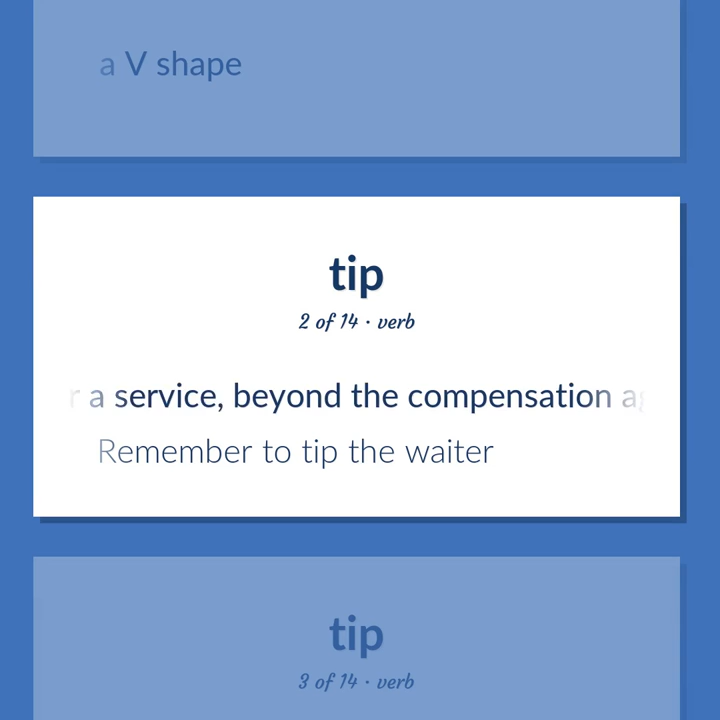 a V shape
tip
2 of 14 · verb
a service, beyond the compensation
Remember to tip the waiter
tip
3 of 14 · verb